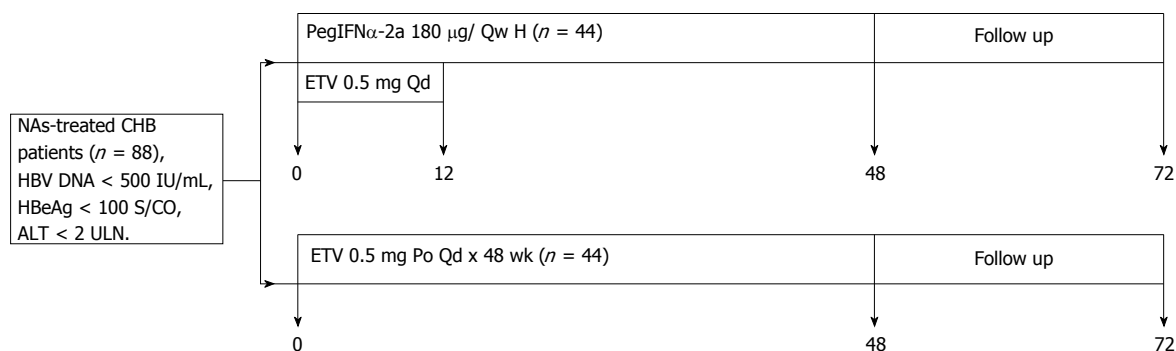 PegIFNα-2a 180 μg/ Qw H (n = 44)
Follow up
ETV 0.5 mg Qd
NAs-treated CHB
patients (n = 88),
HBV DNA < 500 IU/mL,
HBeAg < 100 S/CO,
ALT < 2 ULN.
0 12 48 72
ETV 0.5 mg Po Qd x 48 wk (n = 44)
Follow up
0 48 72